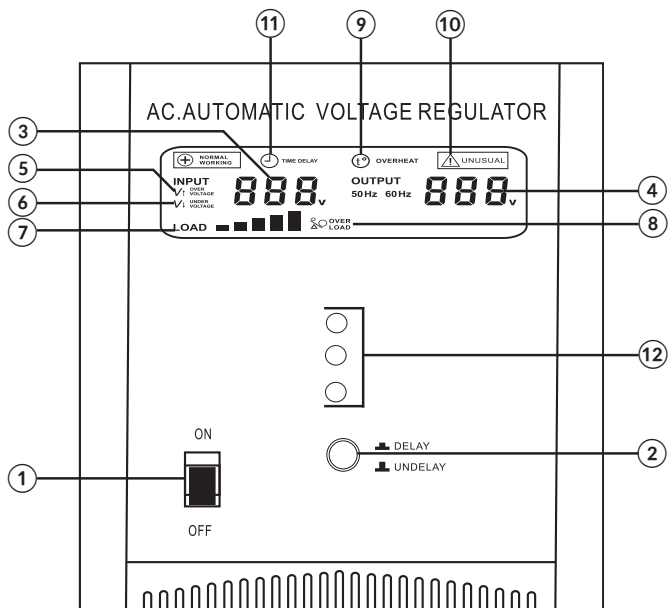 11 9 10
AC.AUTOMATIC VOLTAGE REGULATOR
3
NORMAL WORKING
TIME DELAY
t° OVERHEAT
UNUSUAL
5
INPUT
V↑ OVER VOLTAGE
888v
OUTPUT
50Hz 60Hz
888v
4
6
V↓ UNDER VOLTAGE
7
LOAD
OVER LOAD
8
12
ON
DELAY
2
UNDELAY
1
OFF